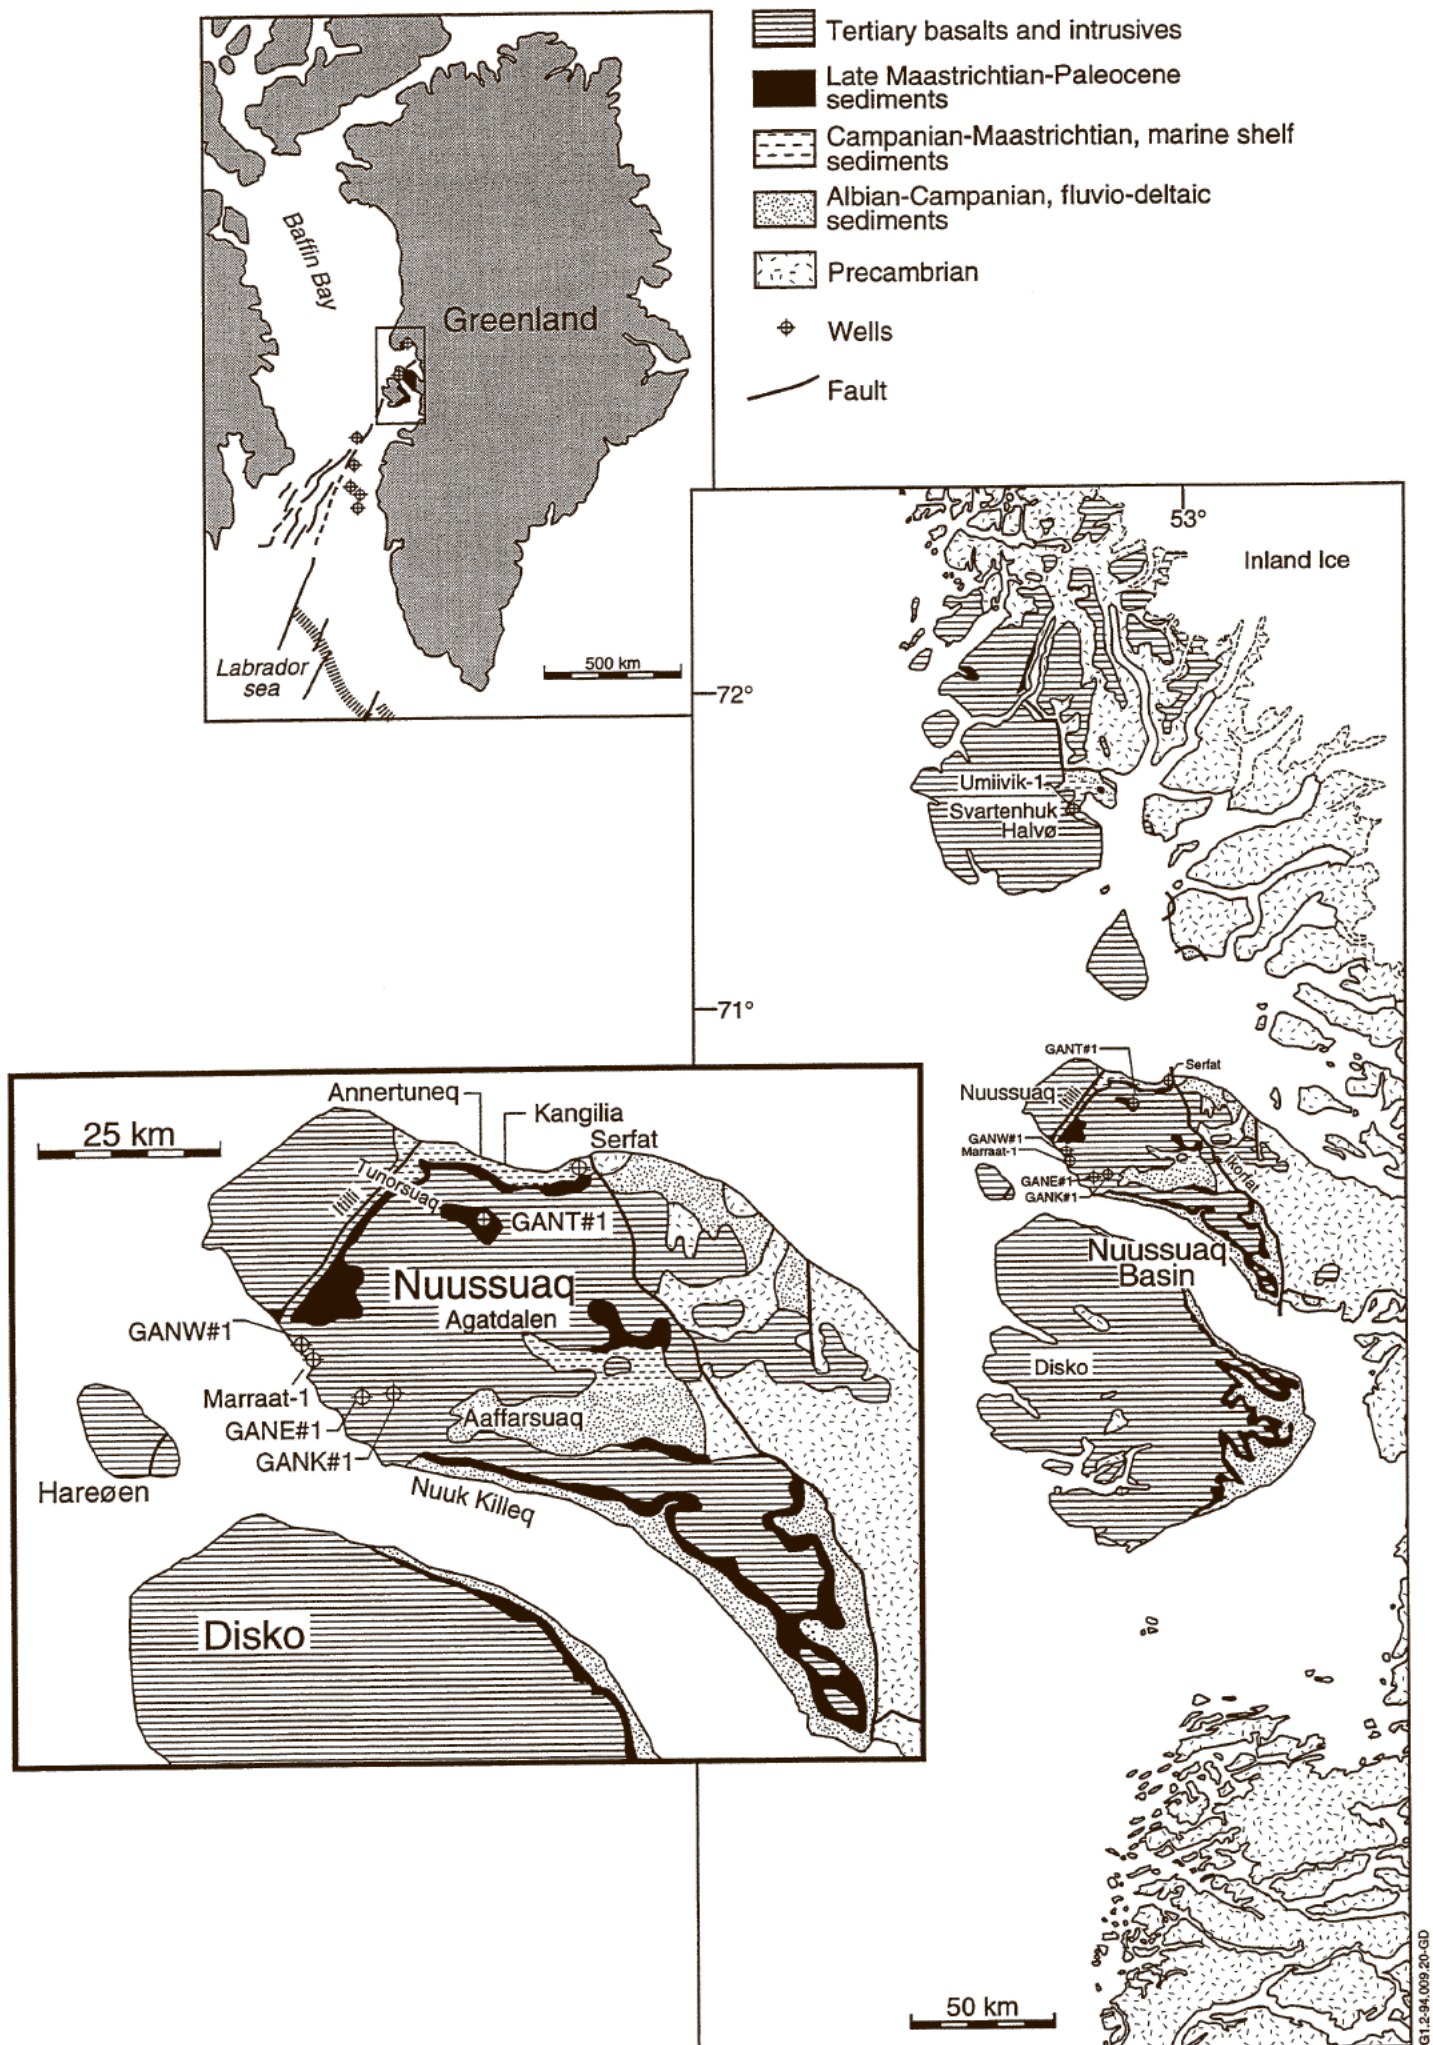 Tertiary basalts and intrusives
Late Maastrichtian-Paleocene
sediments
Campanian-Maastrichtian, marine shelf
sediments
Albian-Campanian, fluvio-deltaic
sediments
Precambrian
Wells
Fault
Baffin Bay
Greenland
Labrador
sea
500 km
53°
Inland Ice
72°
Umiivik-1
Svartenhuk
Halvø
71°
GANT#1
Serfat
Nuussuaq
GANW#1
Marraat-1
GANE#1
GANK#1
Ikorfat
Nuussuaq
Basin
Disko
50 km
G1.2-94.009.20-GD
25 km
Annertuneq
Kangilia
Serfat
Tunorsuaq
GANT#1
Nuussuaq
Agatdalen
GANW#1
Marraat-1
GANE#1
GANK#1
Aaffarsuaq
Hareøen
Nuuk Killeq
Disko